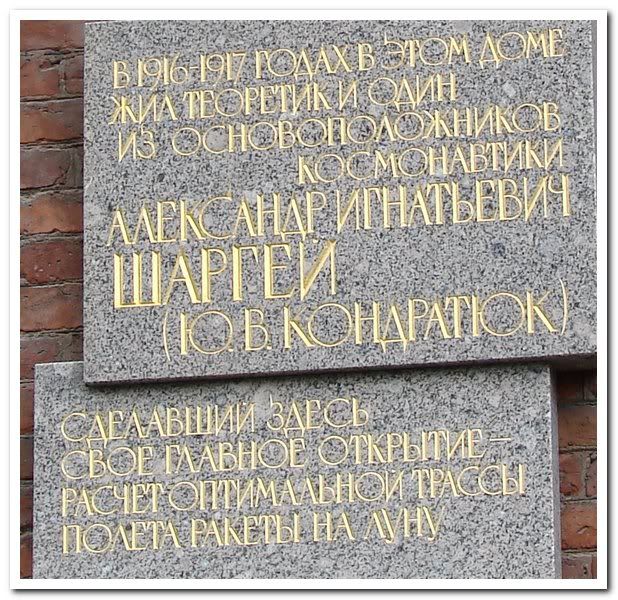 В 1916-1917 ГОДАХ В ЭТОМ ДОМЕ
ЖИЛ ТЕОРЕТИК И ОДИН
ИЗ ОСНОВОПОЛОЖНИКОВ
КОСМОНАВТИКИ
АЛЕКСАНДР ИГНАТЬЕВИЧ
ШАРГЕЙ
(Ю. В. КОНДРАТЮК)
СДЕЛАВШИЙ ЗДЕСЬ
СВОЕ ГЛАВНОЕ ОТКРЫТИЕ —
РАСЧЕТ ОПТИМАЛЬНОЙ ТРАССЫ
ПОЛЕТА РАКЕТЫ НА ЛУНУ